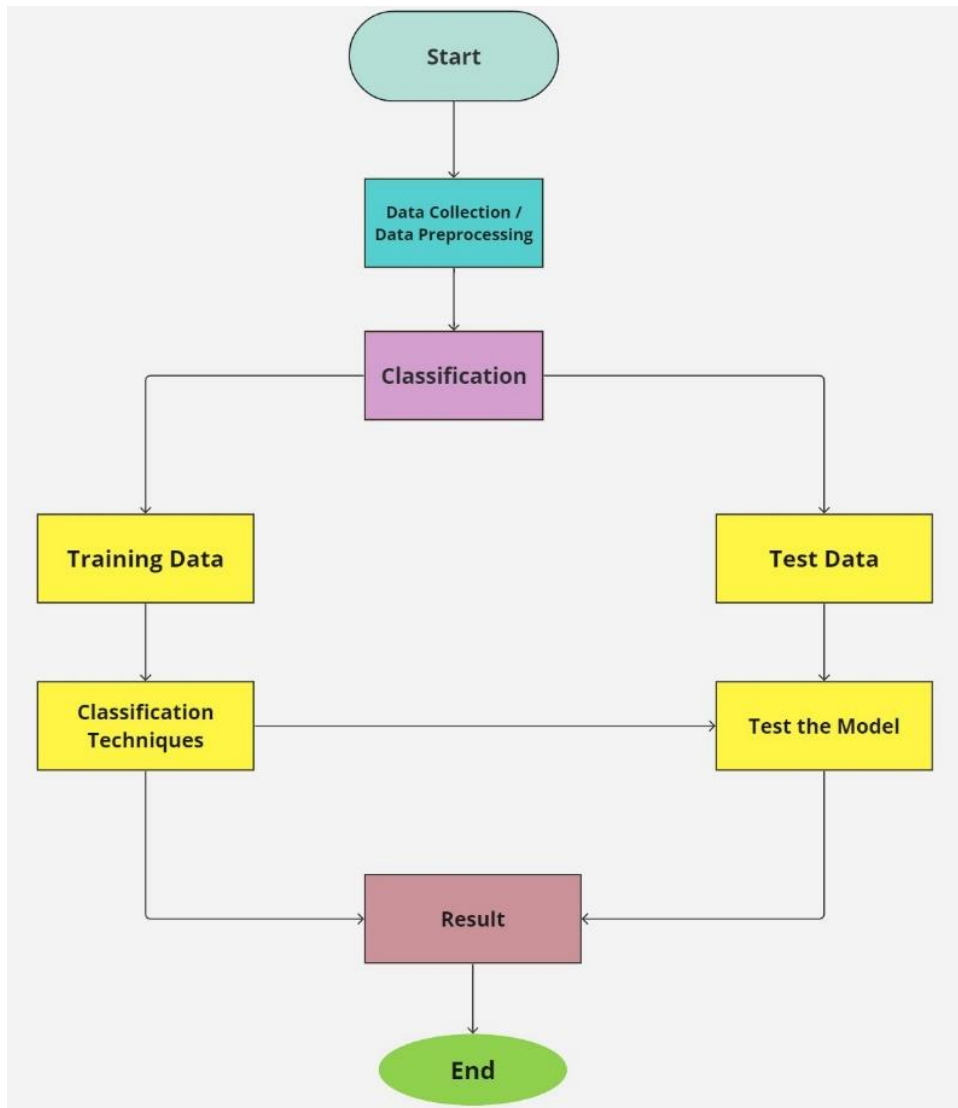 Start
Data Collection /
Data Preprocessing
Classification
Training Data
Test Data
Classification
Techniques
Test the Model
Result
End